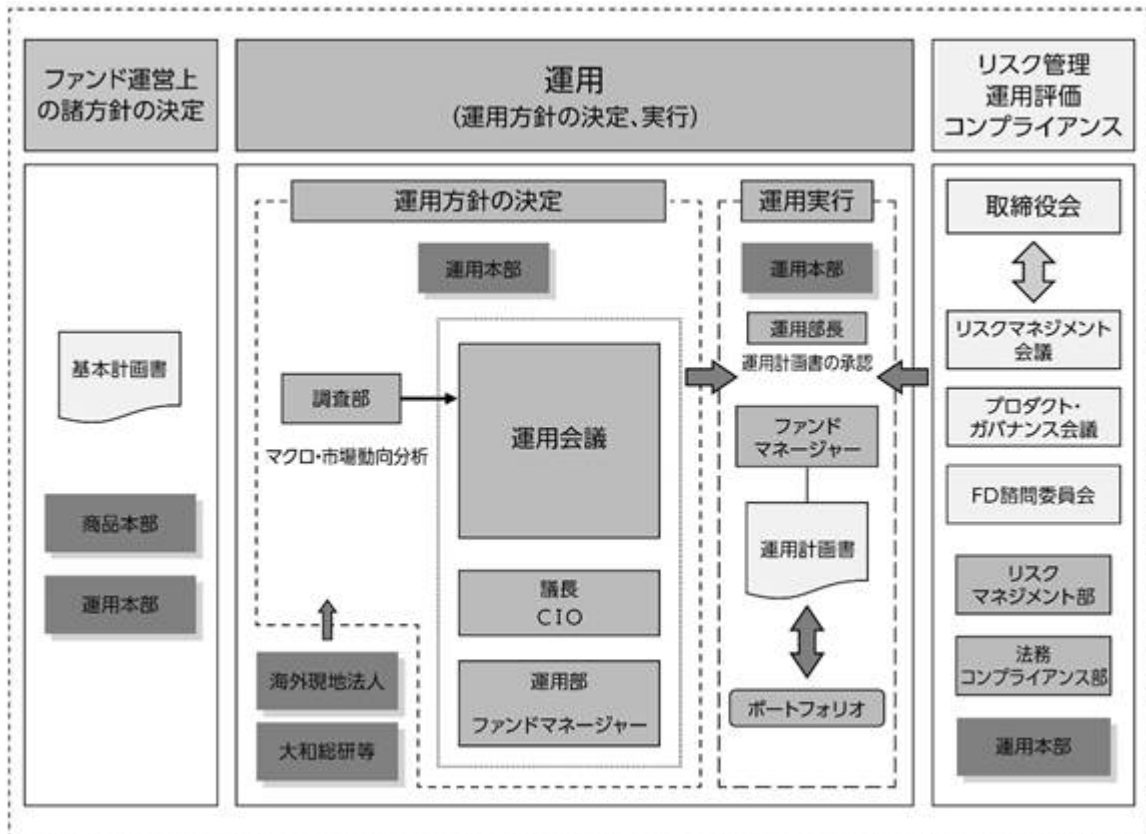 ファンド運営上
の諸方針の決定
運用
(運用方針の決定、実行)
リスク管理
運用評価
コンプライアンス
基本計画書
商品本部
運用本部
運用方針の決定
運用本部
調査部
マクロ・市場動向分析
運用会議
議長
CIO
運用部
ファンドマネージャー
海外現地法人
大和総研等
運用実行
運用本部
運用部長
運用計画書の承認
ファンド
マネージャー
運用計画書
ポートフォリオ
取締役会
リスクマネジメント
会議
プロダクト・
ガバナンス会議
FD諮問委員会
リスク
マネジメント部
法務
コンプライアンス部
運用本部